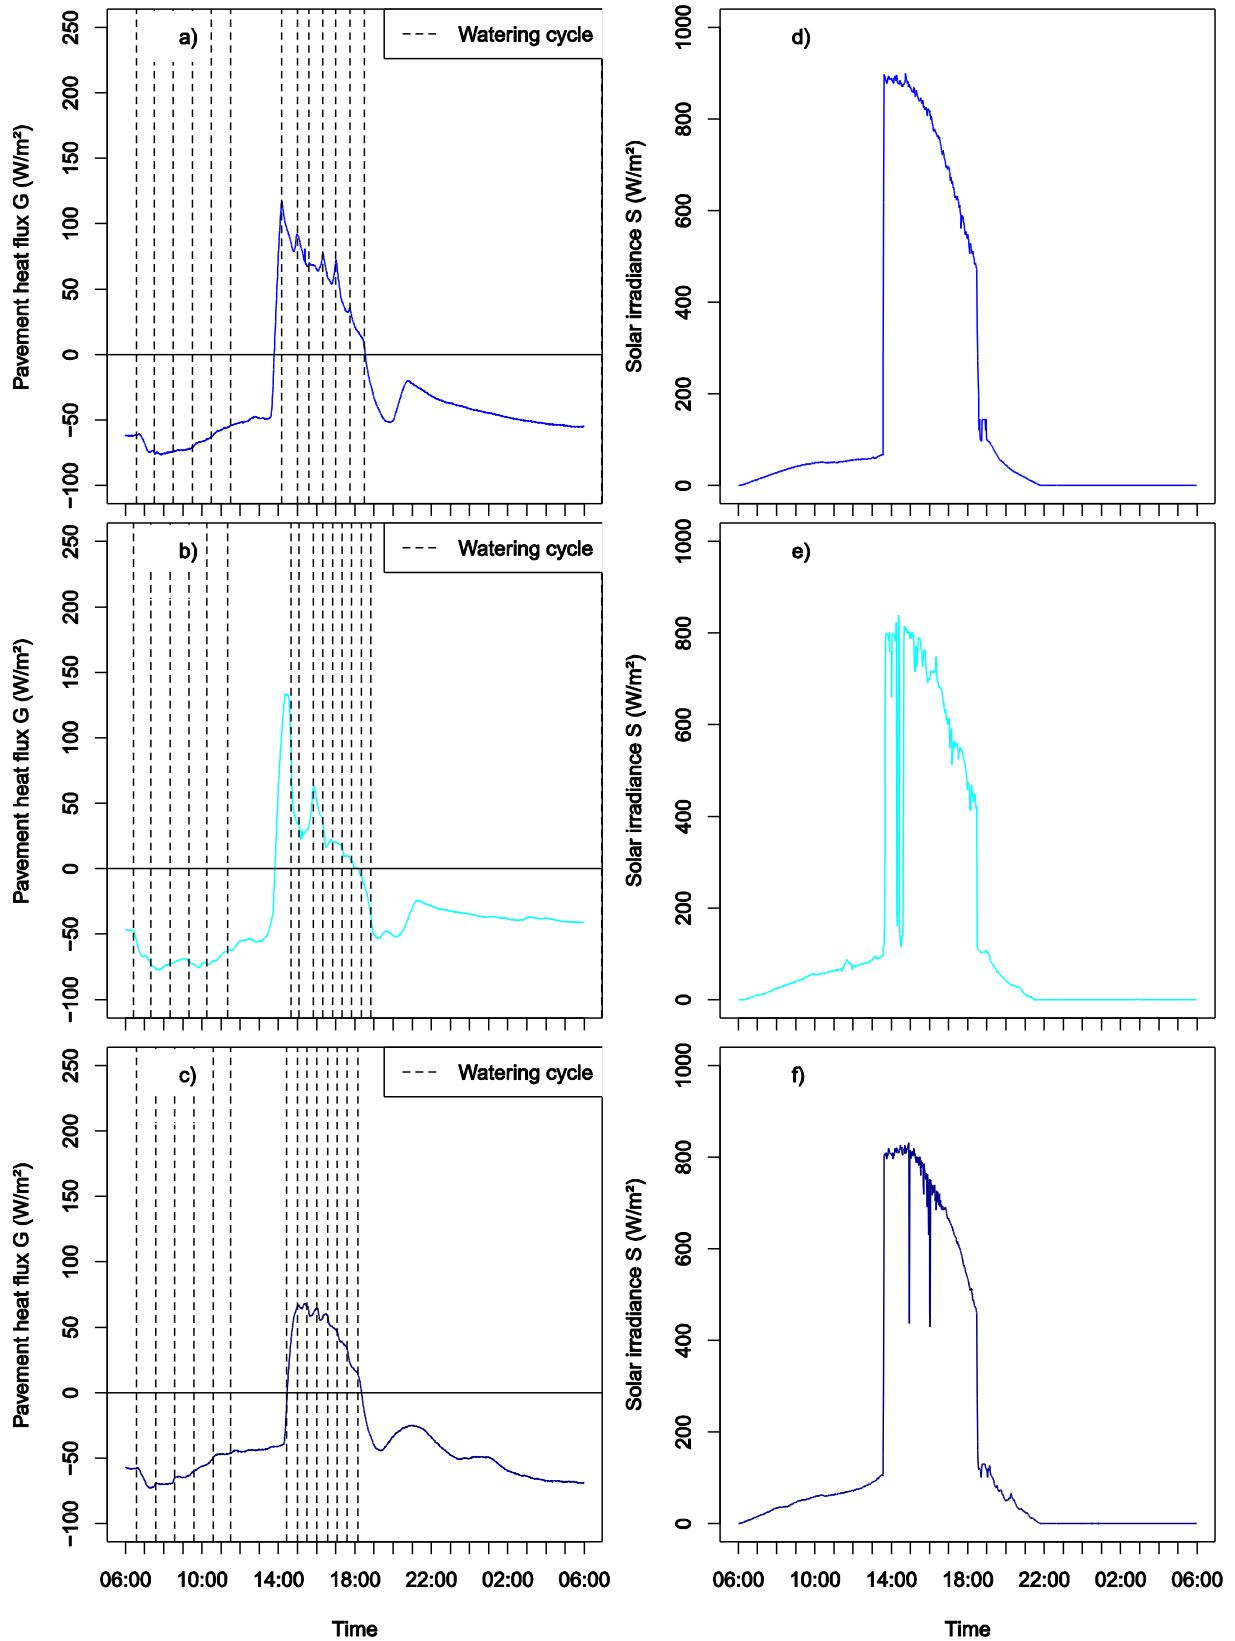 a)
Watering cycle
Pavement heat flux G (W/m²)
250
200
150
100
50
0
−50
−100
d)
Solar irradiance S (W/m²)
1000
800
600
400
200
0
b)
Watering cycle
Pavement heat flux G (W/m²)
250
200
150
100
50
0
−50
−100
e)
Solar irradiance S (W/m²)
1000
800
600
400
200
0
c)
Watering cycle
Pavement heat flux G (W/m²)
250
200
150
100
50
0
−50
−100
06:00 10:00 14:00 18:00 22:00 02:00 06:00
Time
f)
Solar irradiance S (W/m²)
1000
800
600
400
200
0
06:00 10:00 14:00 18:00 22:00 02:00 06:00
Time